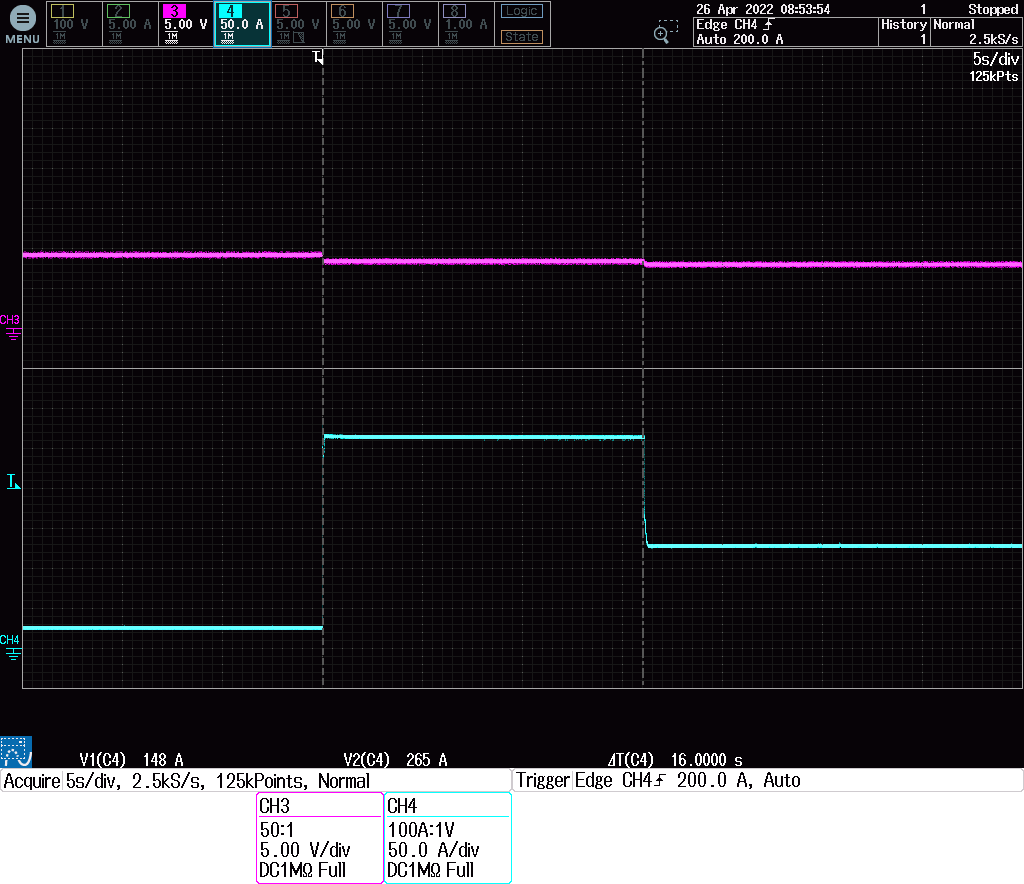 MENU
1 2 3 4 5 6 7 8 Logic
100 V 5.00 A 5.00 V 50.0 A 5.00 V 5.00 V 5.00 V 1.00 A
1M 1M 1M 1M 1M 1M 1M 1M State
26 Apr 2022 08:53:54 1 Stopped
Edge CH4 History Normal
Auto 200.0 A 1 2.5kS/s
T 5s/div
125kPts
CH3
T
CH4
V1(C4) 148 A V2(C4) 265 A ΔT(C4) 16.0000 s
Acquire 5s/div, 2.5kS/s, 125kPoints, Normal Trigger Edge CH4 200.0 A, Auto
CH3 CH4
50:1 100A:1V
5.00 V/div 50.0 A/div
DC1MΩ Full DC1MΩ Full